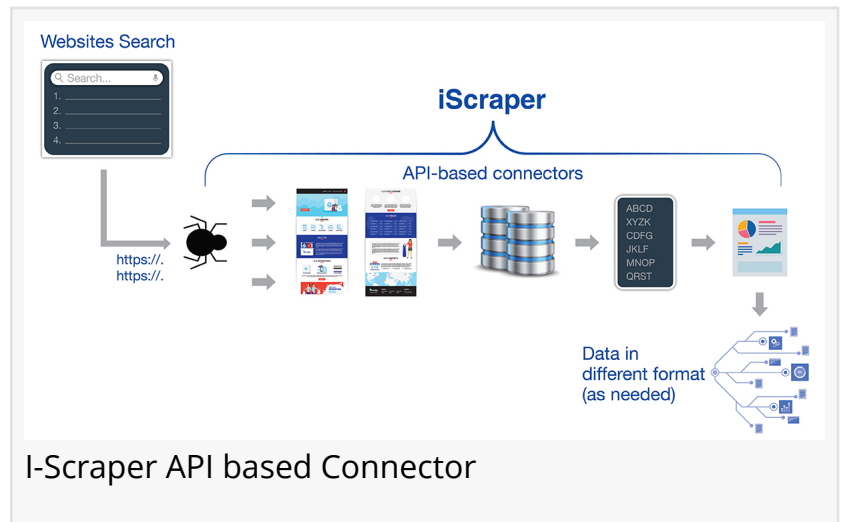 Websites Search
Search...
1.
2.
3.
4.
iScraper
API-based connectors
https://.
https://.
ABCD
XYZK
CDFG
JKLF
MNOP
QRST
Data in
different format
(as needed)
I-Scraper API based Connector